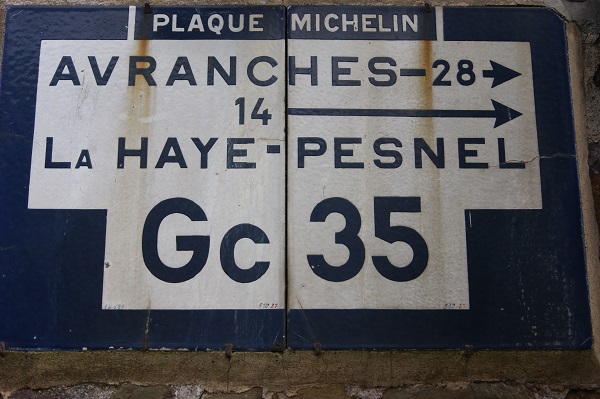 PLAQUE MICHELIN
AVRANCHES-28
14
LA HAYE-PESNEL
Gc 35